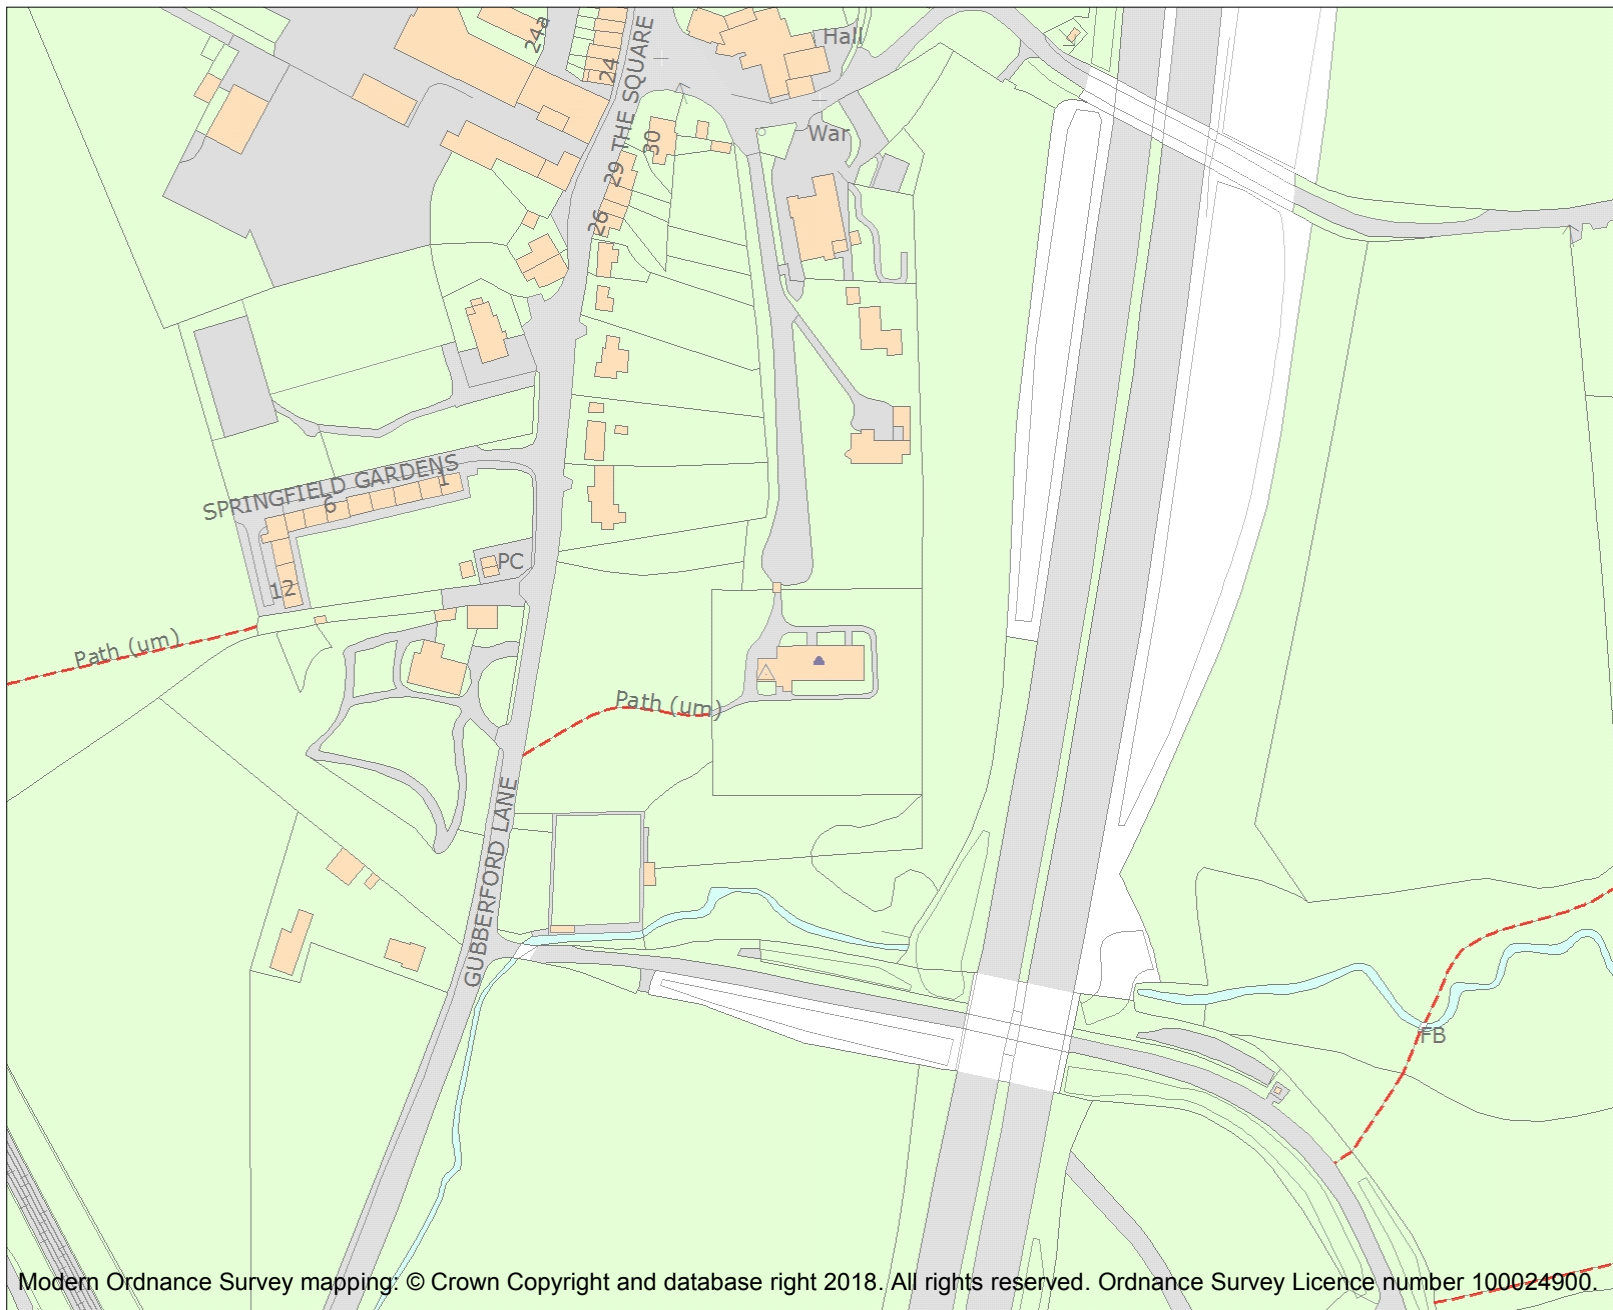 24a
24
THE SQUARE
Hall
War
30
29
26
SPRINGFIELD GARDENS
1
6
PC
12
Path (um)
Path (um)
GUBBERFORD LANE
FB
Modern Ordnance Survey mapping: © Crown Copyright and database right 2018. All rights reserved. Ordnance Survey Licence number 100024900.